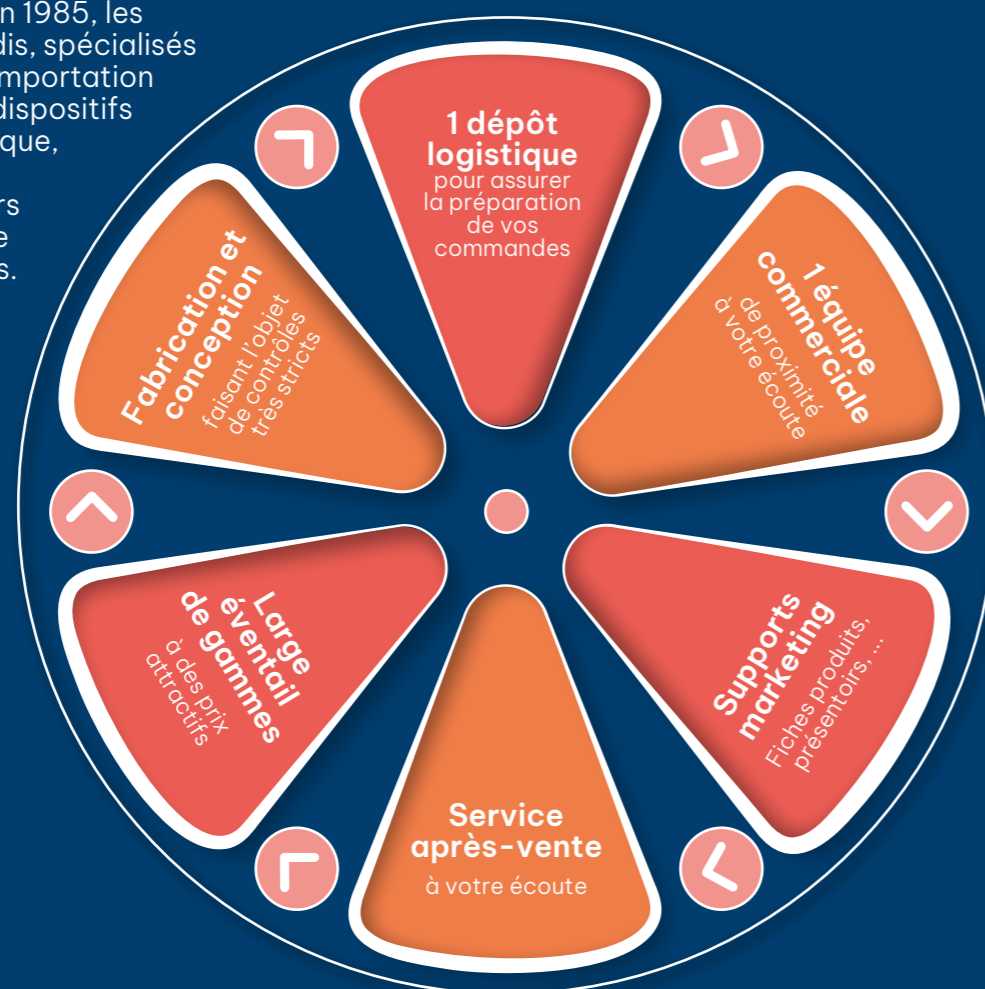 n 1985, les
dis, spécialisés
mportation
dispositifs
que,
rs
e
s.
1 dépôt
logistique
pour assurer
la préparation
de vos
commandes
1 équipe
commerciale
de proximité
à votre écoute
Supports
marketing
Fiches produits,
présentoirs, ...
Service
après-vente
à votre écoute
Large
éventail
de gammes
à des prix
attractifs
Fabrication et
conception
faisant l'objet
de contrôles
très stricts